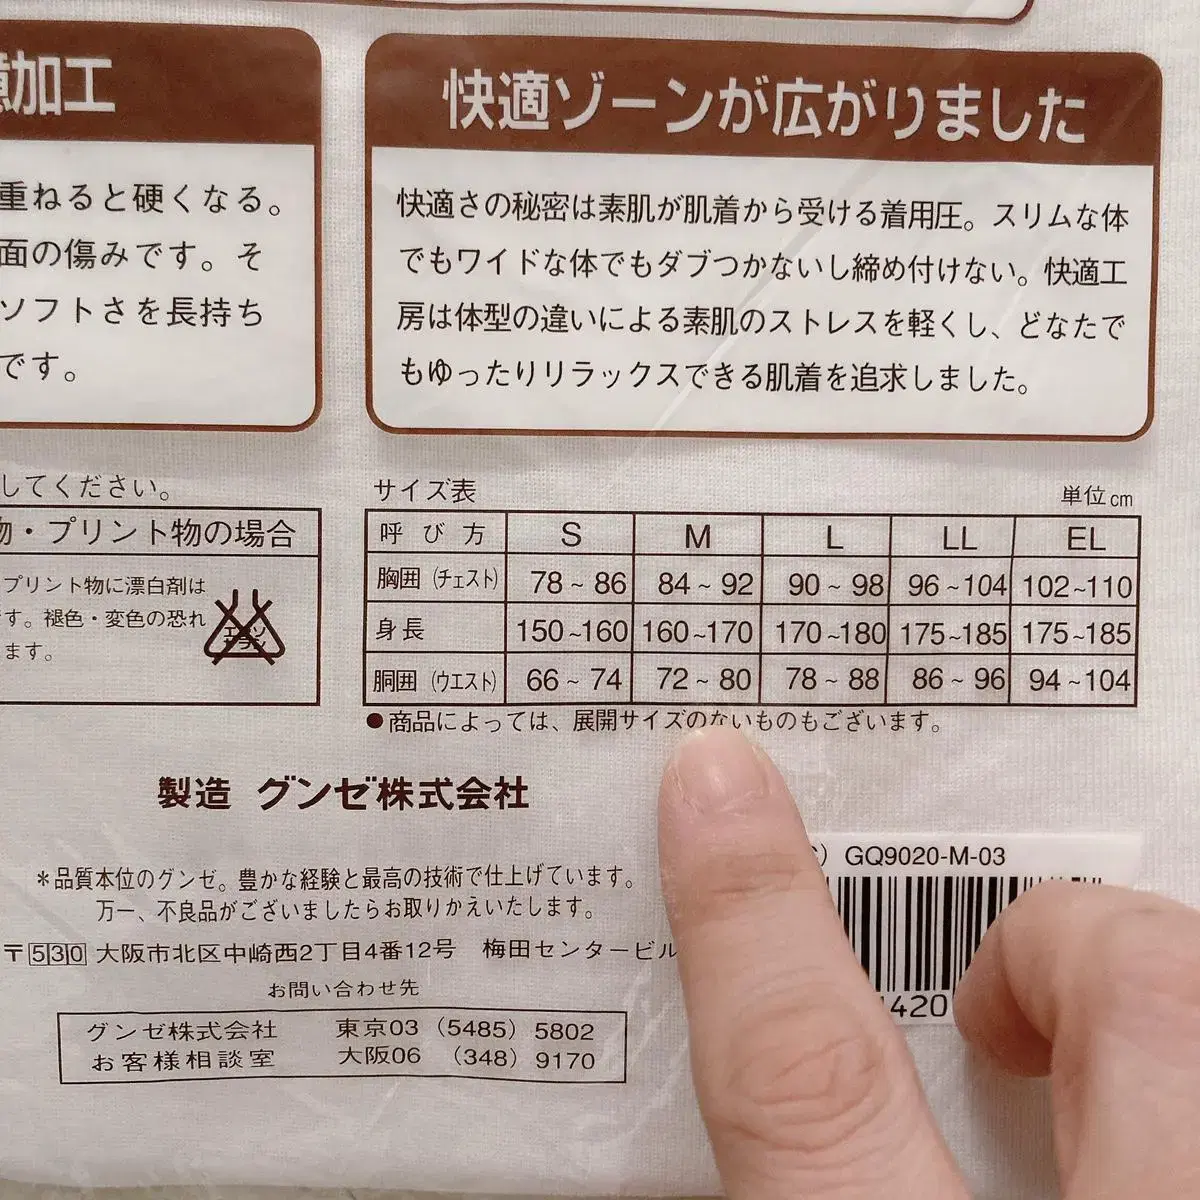 加工
重ねると硬くなる。
面の傷みです。そ
ソフトさを長持ち
です。
快適ゾーンが広がりました
快適さの秘密は素肌が肌着から受ける着用圧。スリムな体
でもワイドな体でもダブつかないし締め付けない。快適工
房は体型の違いによる素肌のストレスを軽くし、どなたで
もゆったりリラックスできる肌着を追求しました。
してください。
物・プリント物の場合
プリント物に漂白剤は
す。褪色・変色の恐れ
ます。
エンソ
サラシ
サイズ表 単位cm
呼び方 S M L LL EL
胸囲(チェスト) 78~86 84~92 90~98 96~104 102~110
身長 150~160 160~170 170~180 175~185 175~185
胴囲(ウエスト) 66~74 72~80 78~88 86~96 94~104
●商品によっては、展開サイズのないものもございます。
製造 グンゼ株式会社
*品質本位のグンゼ。豊かな経験と最高の技術で仕上げています。
万一、不良品がございましたらお取りかえいたします。
〒530 大阪市北区中崎西2丁目4番12号 梅田センタービル
お問い合わせ先
グンゼ株式会社 東京03(5485)5802
お客様相談室 大阪06(348)9170
) GQ9020-M-03
420